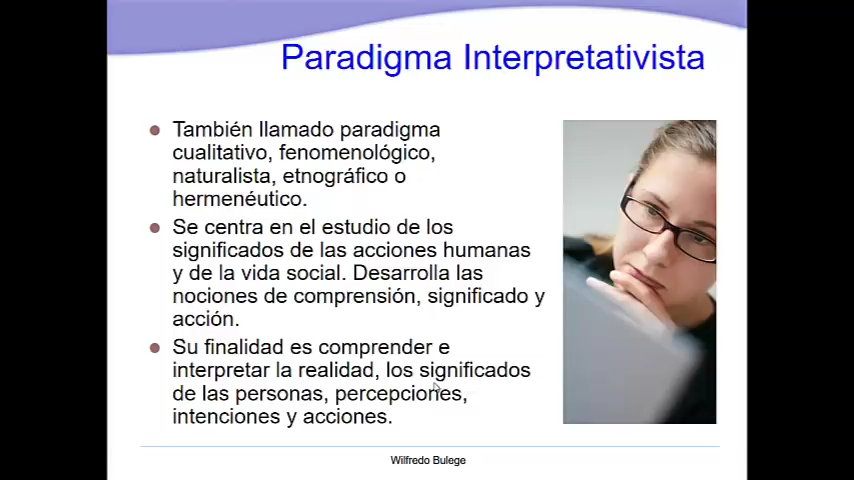 Paradigma Interpretativista
También llamado paradigma
cualitativo, fenomenológico,
naturalista, etnográfico o
hermenéutico.
Se centra en el estudio de los
significados de las acciones humanas
y de la vida social. Desarrolla las
nociones de comprensión, significado y
acción.
Su finalidad es comprender e
interpretar la realidad, los significados
de las personas, percepciones,
intenciones y acciones.
Wilfredo Bulege